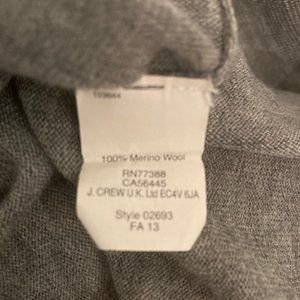 100% Merino Wool
RN77388
CA56445
J. CREW U.K. Ltd EC4V 6JA
Style 02693
FA 13